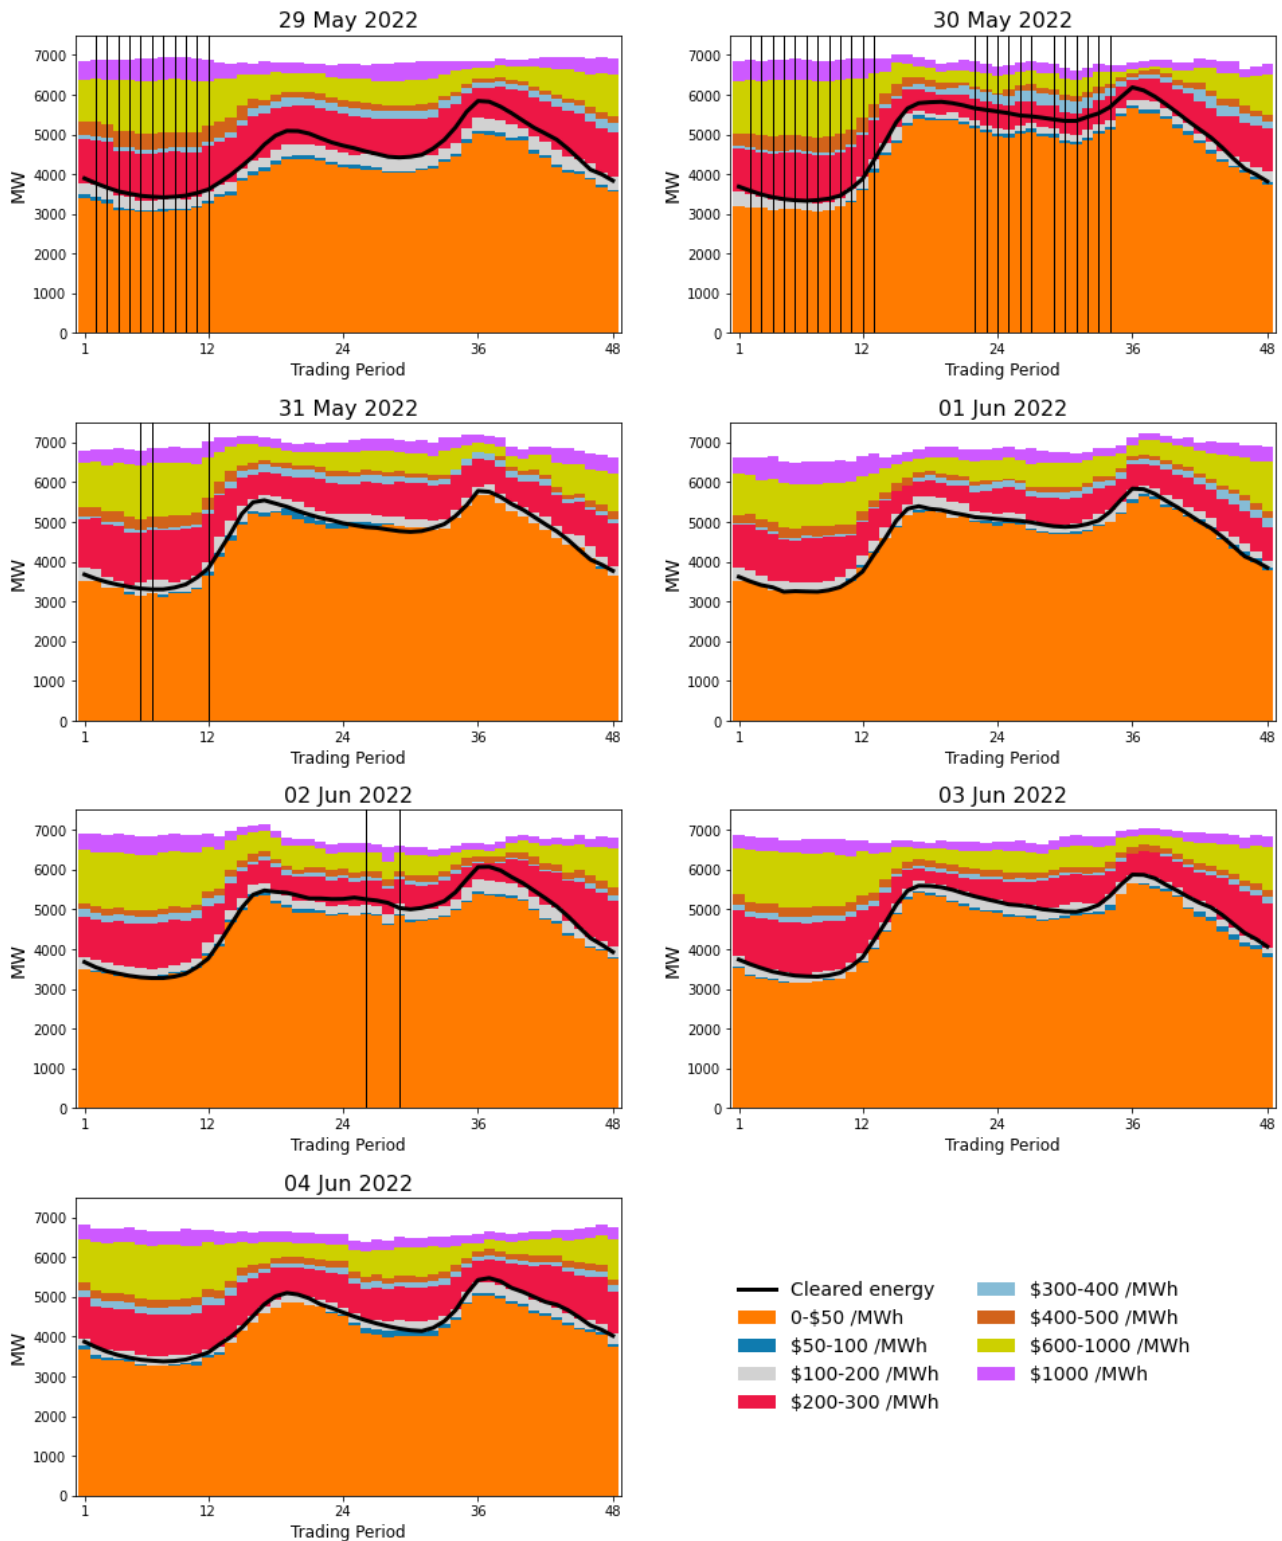 29 May 2022
30 May 2022
MW
7000
6000
5000
4000
3000
2000
1000
0
1 12 24 36 48
Trading Period
MW
7000
6000
5000
4000
3000
2000
1000
0
1 12 24 36 48
Trading Period
31 May 2022
01 Jun 2022
MW
7000
6000
5000
4000
3000
2000
1000
0
1 12 24 36 48
Trading Period
MW
7000
6000
5000
4000
3000
2000
1000
0
1 12 24 36 48
Trading Period
02 Jun 2022
03 Jun 2022
MW
7000
6000
5000
4000
3000
2000
1000
0
1 12 24 36 48
Trading Period
MW
7000
6000
5000
4000
3000
2000
1000
0
1 12 24 36 48
Trading Period
04 Jun 2022
MW
7000
6000
5000
4000
3000
2000
1000
0
1 12 24 36 48
Trading Period
Cleared energy
0-$50 /MWh
$50-100 /MWh
$100-200 /MWh
$200-300 /MWh
$300-400 /MWh
$400-500 /MWh
$600-1000 /MWh
$1000 /MWh